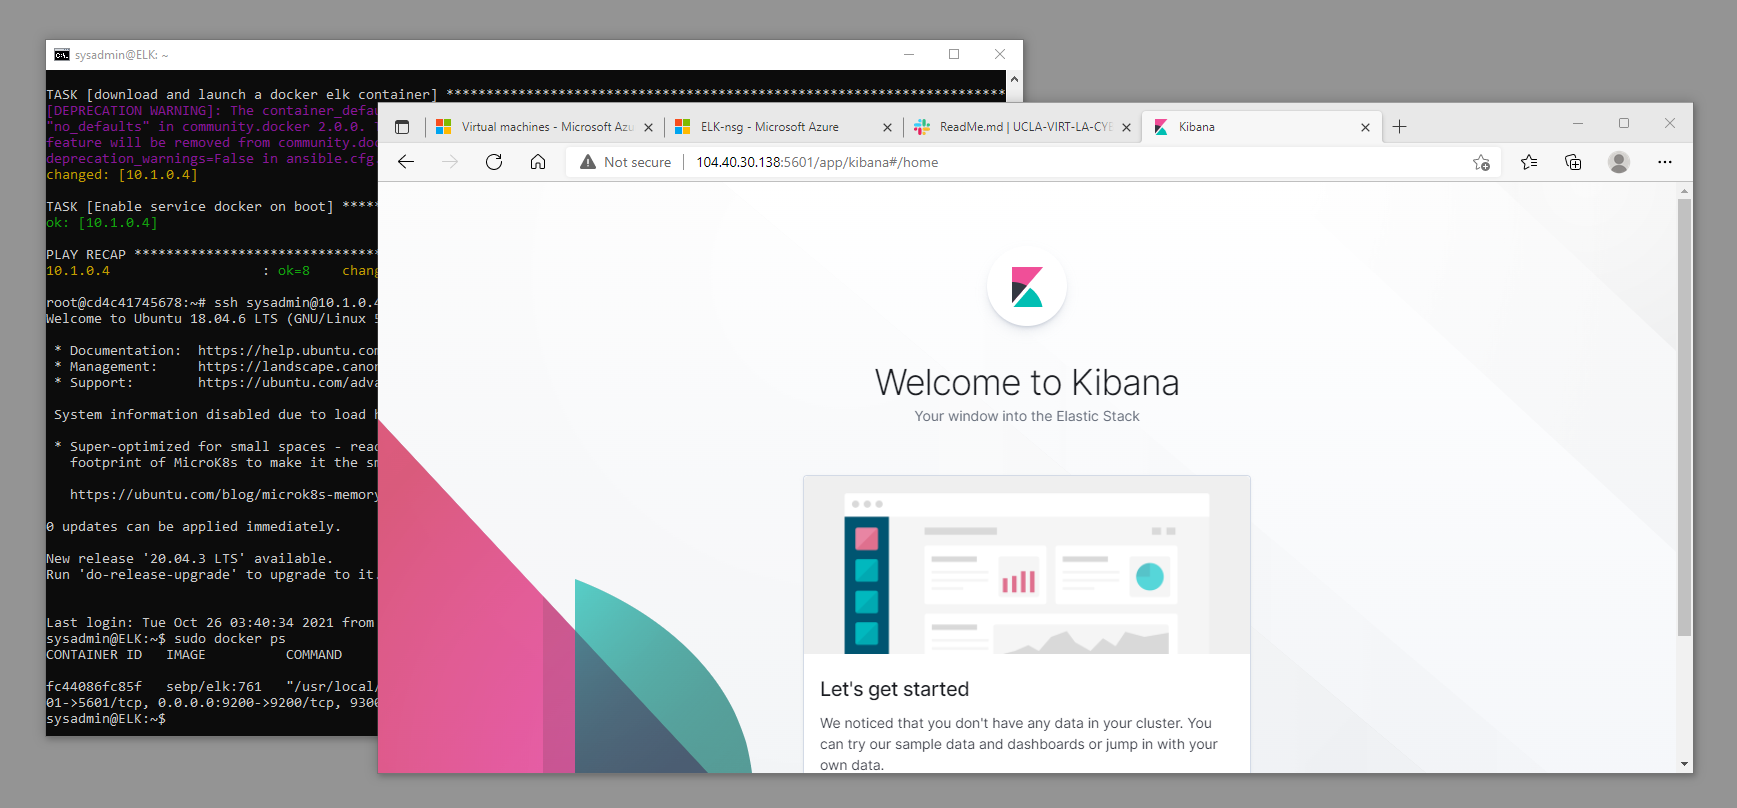 sysadmin@ELK: ~
TASK [download and launch a docker elk container] **********************************************************************
[DEPRECATION WARNING]: The container_defau
"no_defaults" in community.docker 2.0.0.
feature will be removed from community.doc
deprecation_warnings=False in ansible.cfg.
changed: [10.1.0.4]
TASK [Enable service docker on boot] *****
ok: [10.1.0.4]
PLAY RECAP *******************************
10.1.0.4 : ok=8 chang
root@cd4c41745678:~# ssh sysadmin@10.1.0.4
Welcome to Ubuntu 18.04.6 LTS (GNU/Linux 5
* Documentation: https://help.ubuntu.com
* Management: https://landscape.canon
* Support: https://ubuntu.com/adva
System information disabled due to load h
* Super-optimized for small spaces - read
footprint of MicroK8s to make it the sm
https://ubuntu.com/blog/microk8s-memory
0 updates can be applied immediately.
New release '20.04.3 LTS' available.
Run 'do-release-upgrade' to upgrade to it.
Last login: Tue Oct 26 03:40:34 2021 from
sysadmin@ELK:~$ sudo docker ps
CONTAINER ID IMAGE COMMAND
fc44086fc85f sebp/elk:761 "/usr/local/
01->5601/tcp, 0.0.0.0:9200->9200/tcp, 9300
sysadmin@ELK:~$
Virtual machines - Microsoft Azu
ELK-nsg - Microsoft Azure
ReadMe.md | UCLA-VIRT-LA-CYB
Kibana
Not secure
104.40.30.138:5601/app/kibana#/home
Welcome to Kibana
Your window into the Elastic Stack
Let's get started
We noticed that you don't have any data in your cluster. You
can try our sample data and dashboards or jump in with your
own data.